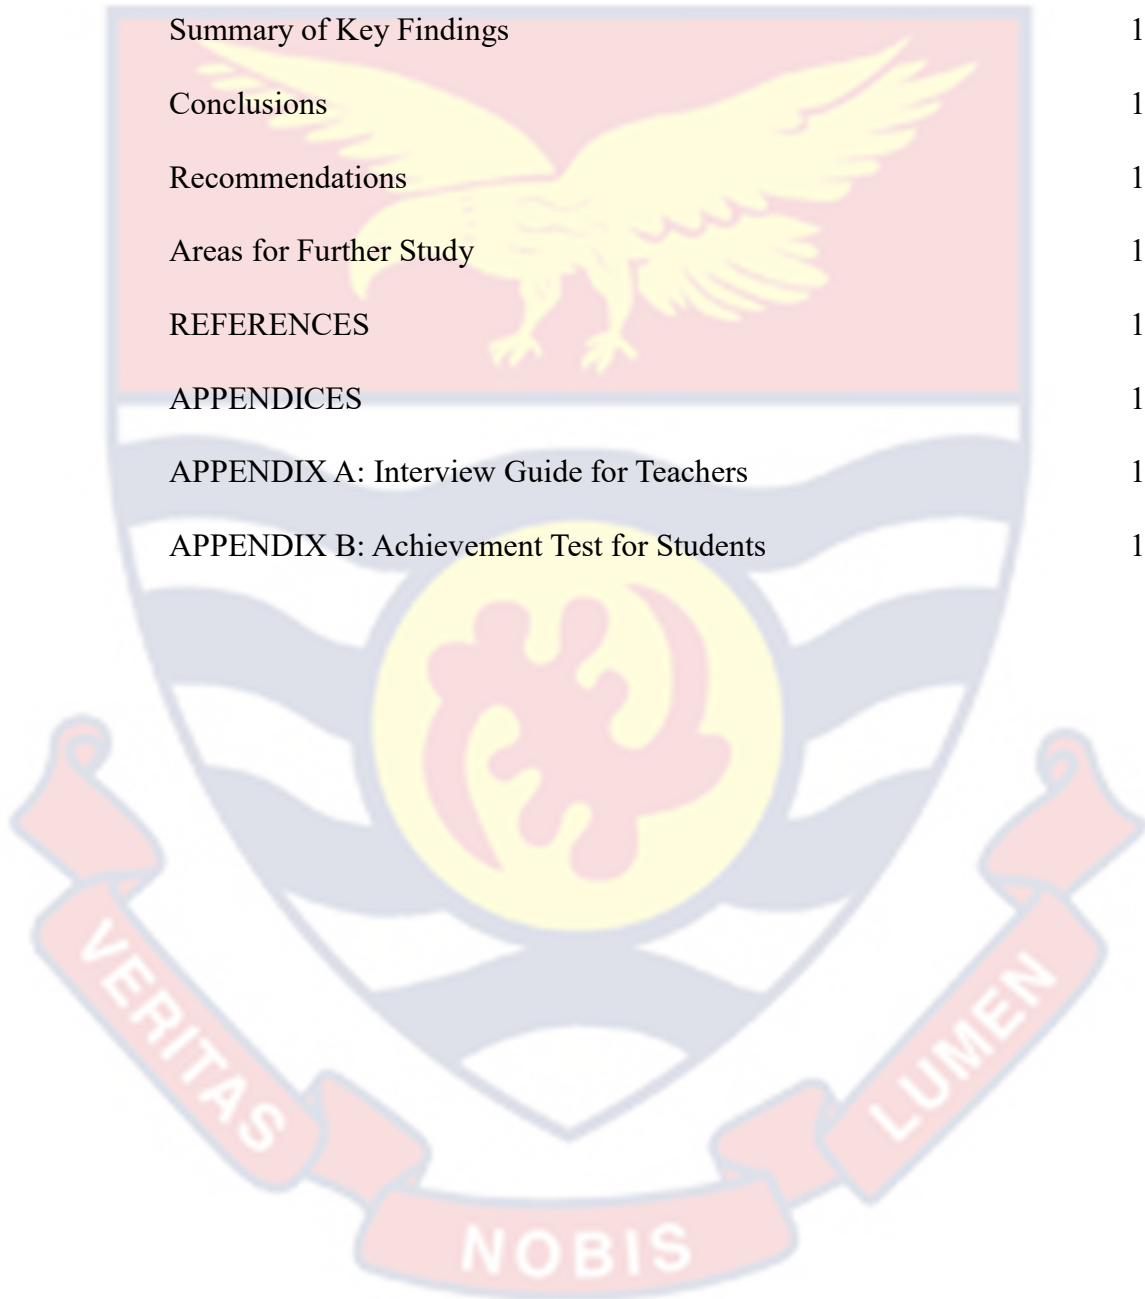 Summary of Key Findings 1
Conclusions 1
Recommendations 1
Areas for Further Study 1
REFERENCES 1
APPENDICES 1
APPENDIX A: Interview Guide for Teachers 1
APPENDIX B: Achievement Test for Students 1
VERITAS
NOBIS
LUMEN